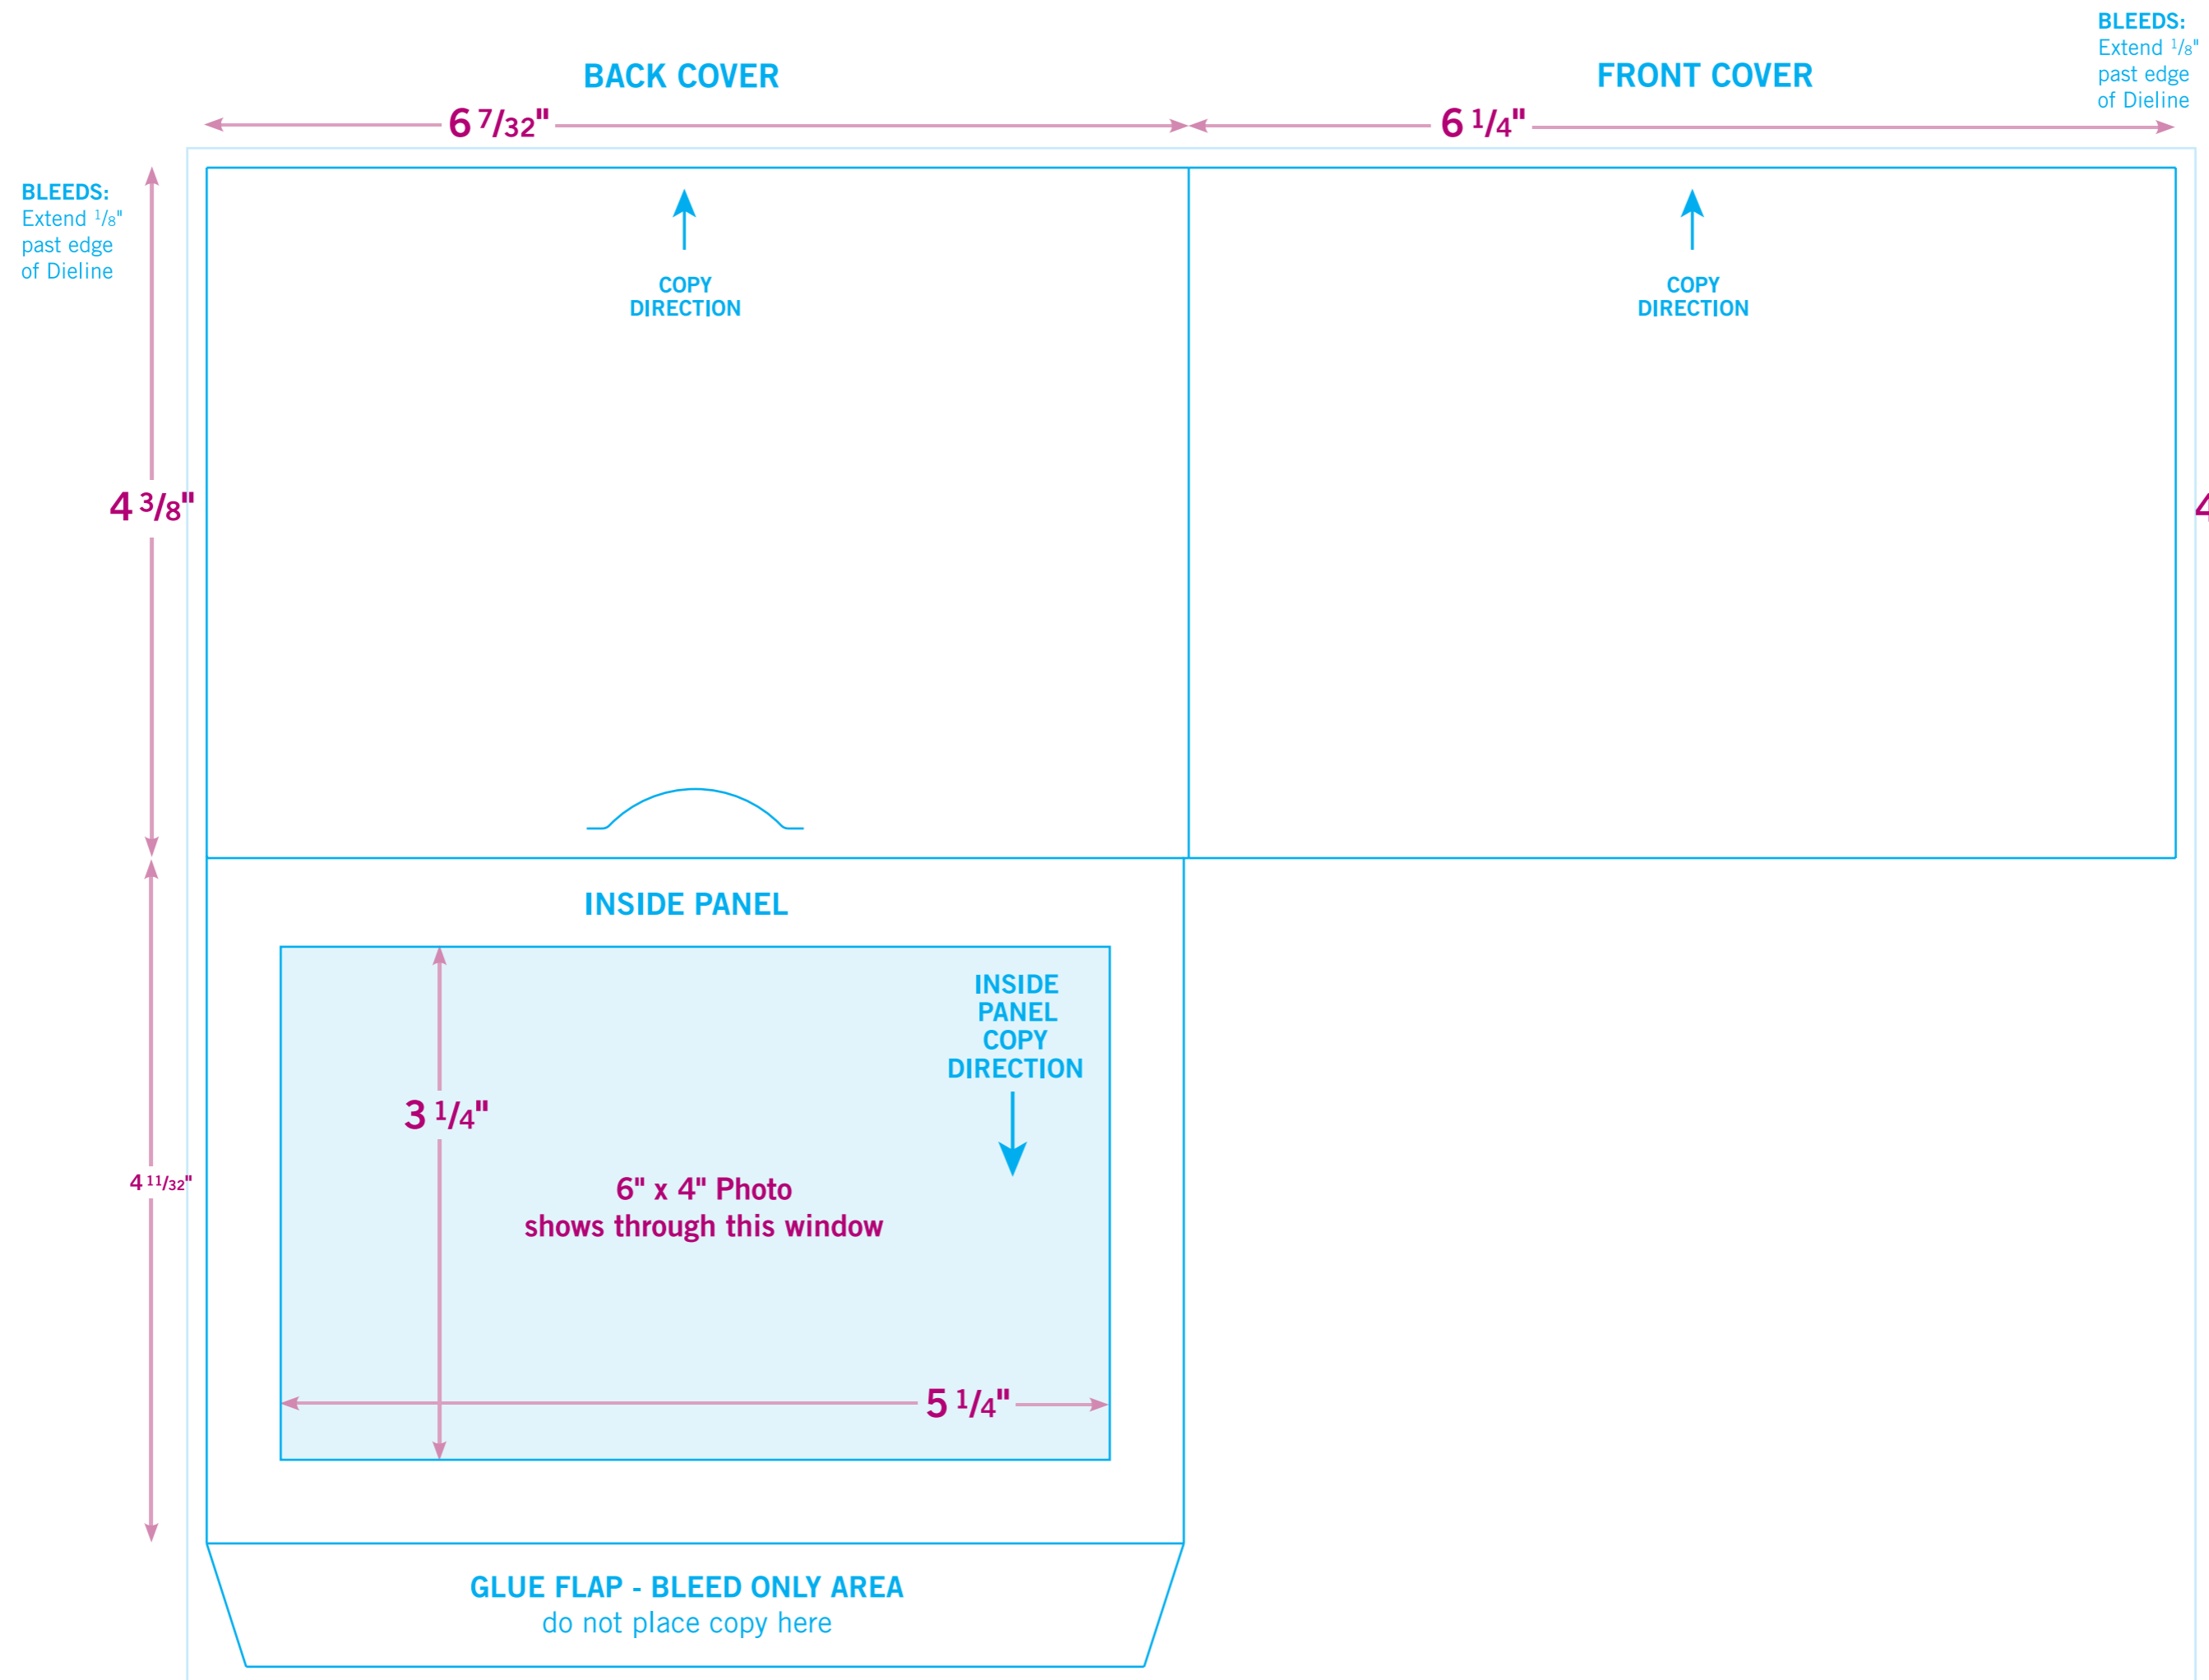 BLEEDS:
Extend 1/8"
past edge
of Dieline
BACK COVER
FRONT COVER
6 7/32"
6 1/4"
BLEEDS:
Extend 1/8"
past edge
of Dieline
COPY
DIRECTION
COPY
DIRECTION
4 3/8"
4
INSIDE PANEL
INSIDE
PANEL
COPY
DIRECTION
3 1/4"
4 11/32"
6" x 4" Photo
shows through this window
5 1/4"
GLUE FLAP - BLEED ONLY AREA
do not place copy here